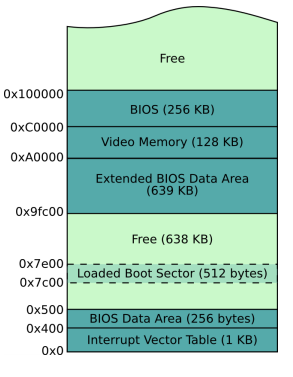 Free
0x100000
BIOS (256 KB)
0xC0000
Video Memory (128 KB)
0xA0000
Extended BIOS Data Area
(639 KB)
0x9fc00
Free (638 KB)
0x7e00
Loaded Boot Sector (512 bytes)
0x7c00
0x500
BIOS Data Area (256 bytes)
0x400
Interrupt Vector Table (1 KB)
0x0